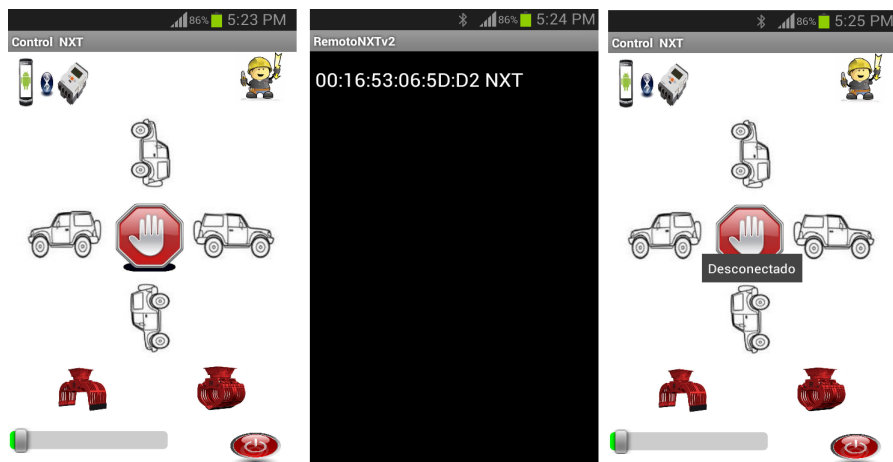 86% 5:23 PM
Control NXT
86% 5:24 PM
RemotoNXTv2
00:16:53:06:5D:D2 NXT
86% 5:25 PM
Control NXT
Desconectado